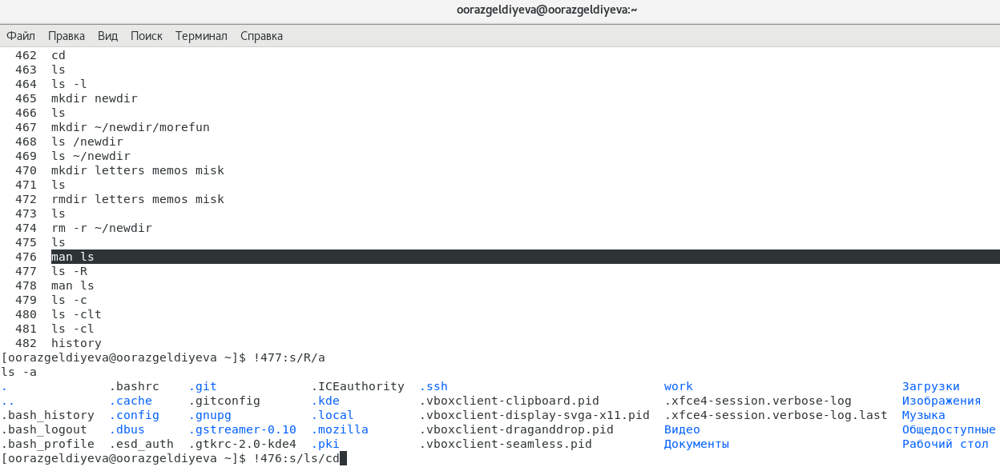 oorazgeldiyeva@oorazgeldiyeva:~
Файл Правка Вид Поиск Терминал Справка
462 cd
463 ls
464 ls -l
465 mkdir newdir
466 ls
467 mkdir ~/newdir/morefun
468 ls /newdir
469 ls ~/newdir
470 mkdir letters memos misk
471 ls
472 rmdir letters memos misk
473 ls
474 rm -r ~/newdir
475 ls
476 man ls
477 ls -R
478 man ls
479 ls -c
480 ls -clt
481 ls -cl
482 history
[oorazgeldiyeva@oorazgeldiyeva ~]$ !477:s/R/a
ls -a
. .bashrc .git .ICEauthority .ssh work Загрузки
.. .cache .gitconfig .kde .vboxclient-clipboard.pid .xfce4-session.verbose-log Изображения
.bash_history .config .gnupg .local .vboxclient-display-svga-x11.pid .xfce4-session.verbose-log.last Музыка
.bash_logout .dbus .gstreamer-0.10 .mozilla .vboxclient-draganddrop.pid Видео Общедоступные
.bash_profile .esd_auth .gtkrc-2.0-kde4 .pki .vboxclient-seamless.pid Документы Рабочий стол
[oorazgeldiyeva@oorazgeldiyeva ~]$ !476:s/ls/cd